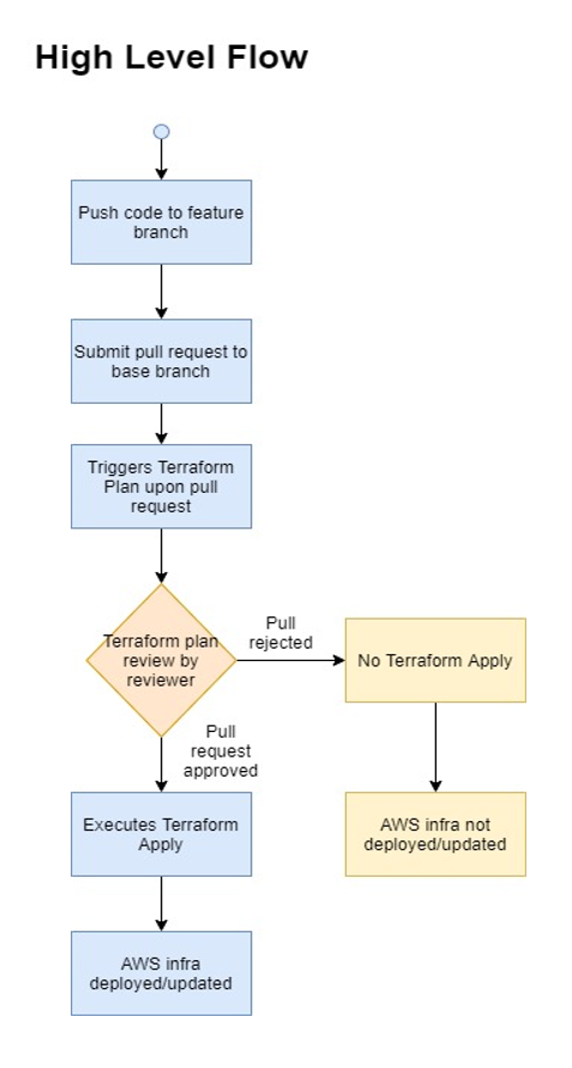 High Level Flow
Push code to feature
branch
Submit pull request to
base branch
Triggers Terraform
Plan upon pull
request
Terraform plan
review by
reviewer
Pull
rejected
No Terraform Apply
Pull
request
approved
Executes Terraform
Apply
AWS infra not
deployed/updated
AWS infra
deployed/updated